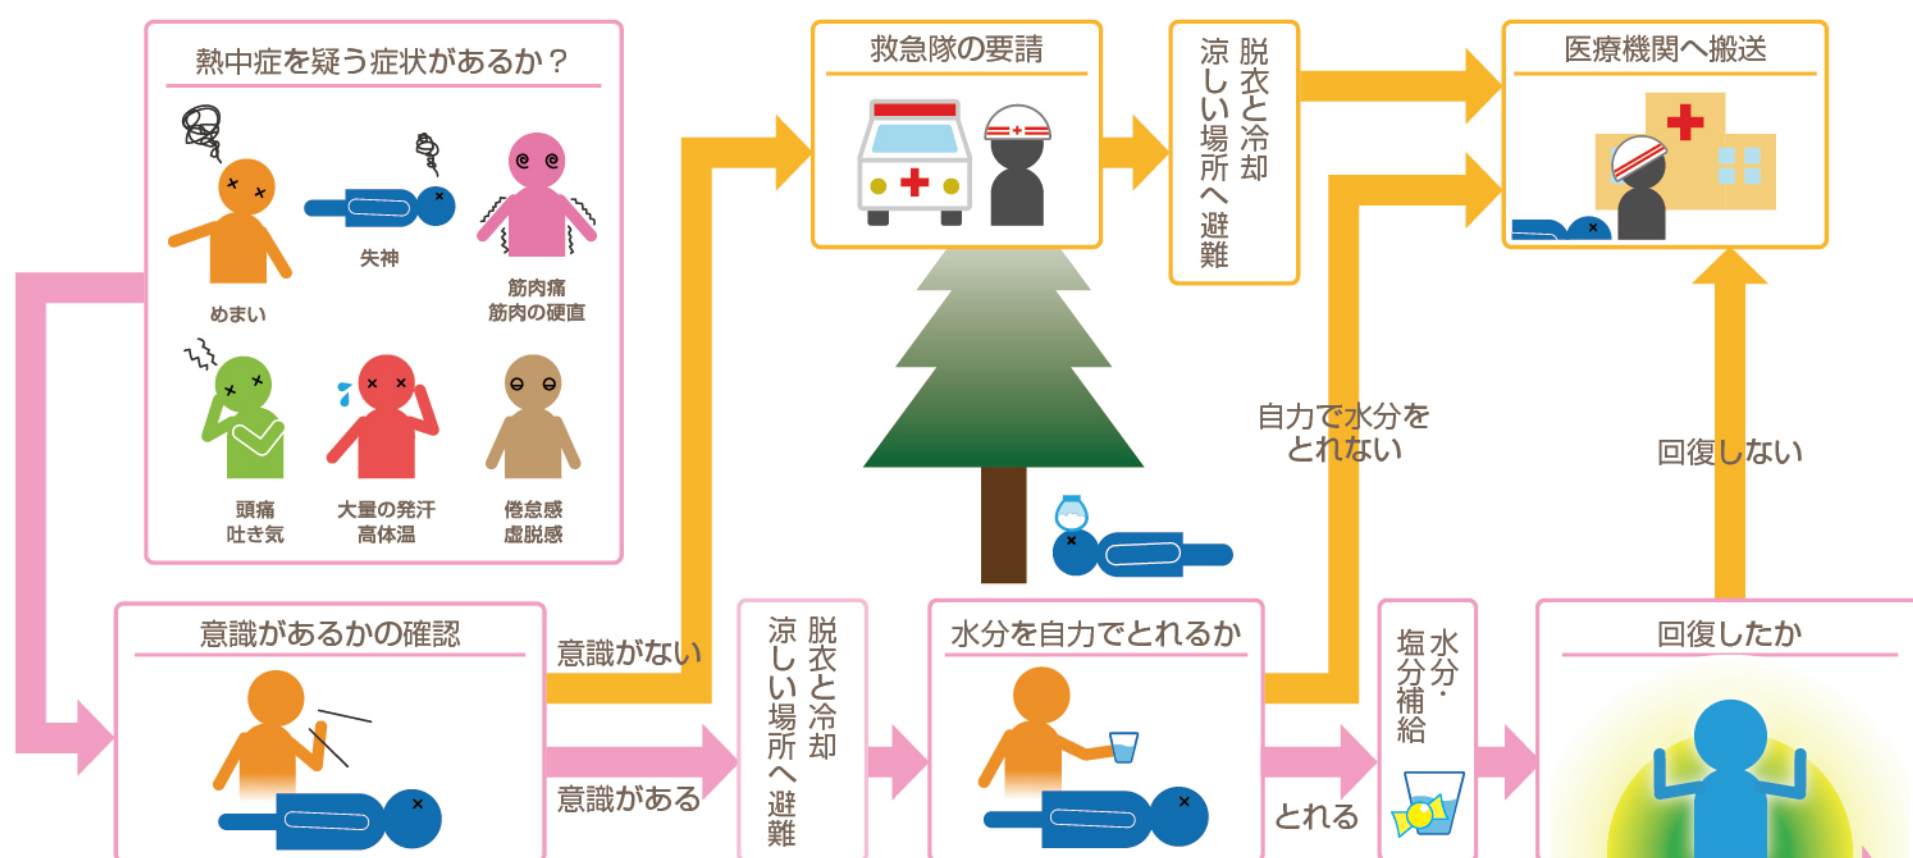 熱中症を疑う症状があるか？
めまい
失神
筋肉痛
筋肉の硬直
頭痛
吐き気
大量の発汗
高体温
倦怠感
虚脱感
意識があるかの確認
意識がない
意識がある
救急隊の要請
脱衣と冷却
涼しい場所へ避難
医療機関へ搬送
脱衣と冷却
涼しい場所へ避難
水分を自力でとれるか
自力で水分を
とれない
とれる
水分・
塩分補給
回復したか
回復しない